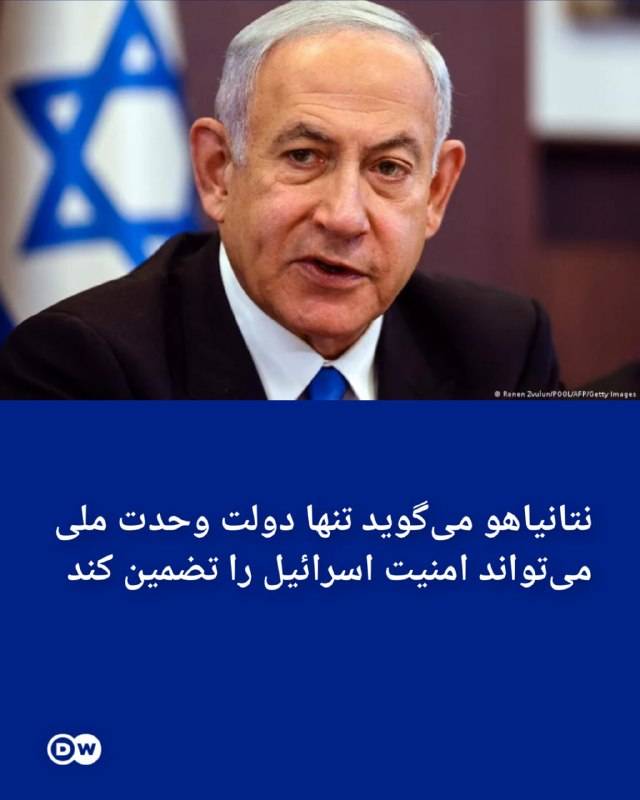 © Ronen Zvulun/POOL/AFP/Getty Images
نتانیاهو می‌گوید تنها دولت وحدت ملی
می‌تواند امنیت اسرائیل را تضمین کند
DW